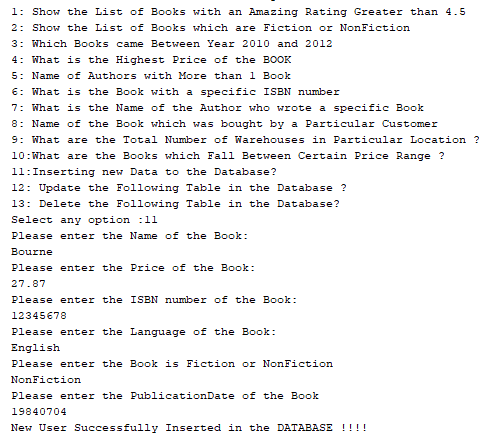 1: Show the List of Books with an Amazing Rating Greater than 4.5
2: Show the List of Books which are Fiction or NonFiction
3: Which Books came Between Year 2010 and 2012
4: What is the Highest Price of the BOOK
5: Name of Authors with More than 1 Book
6: What is the Book with a specific ISBN number
7: What is the Name of the Author who wrote a specific Book
8: Name of the Book which was bought by a Particular Customer
9: What are the Total Number of Warehouses in Particular Location ?
10:What are the Books which Fall Between Certain Price Range ?
11:Inserting new Data to the Database?
12: Update the Following Table in the Database ?
13: Delete the Following Table in the Database?
Select any option :11
Please enter the Name of the Book:
Bourne
Please enter the Price of the Book:
27.87
Please enter the ISBN number of the Book:
12345678
Please enter the Language of the Book:
English
Please enter the Book is Fiction or NonFiction
NonFiction
Please enter the PublicationDate of the Book
19840704
New User Successfully Inserted in the DATABASE !!!!